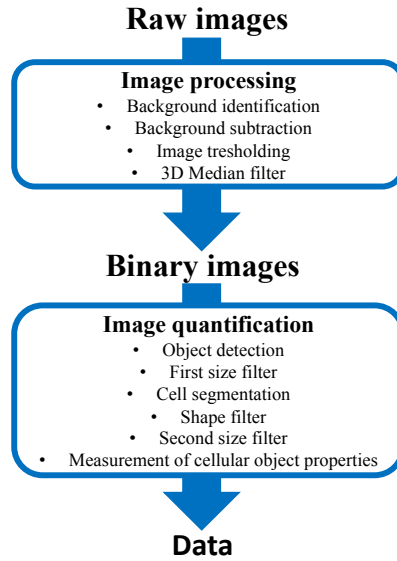 Raw images
Image processing
• Background identification
• Background subtraction
• Image tresholding
• 3D Median filter
Binary images
Image quantification
• Object detection
• First size filter
• Cell segmentation
• Shape filter
• Second size filter
• Measurement of cellular object properties
Data